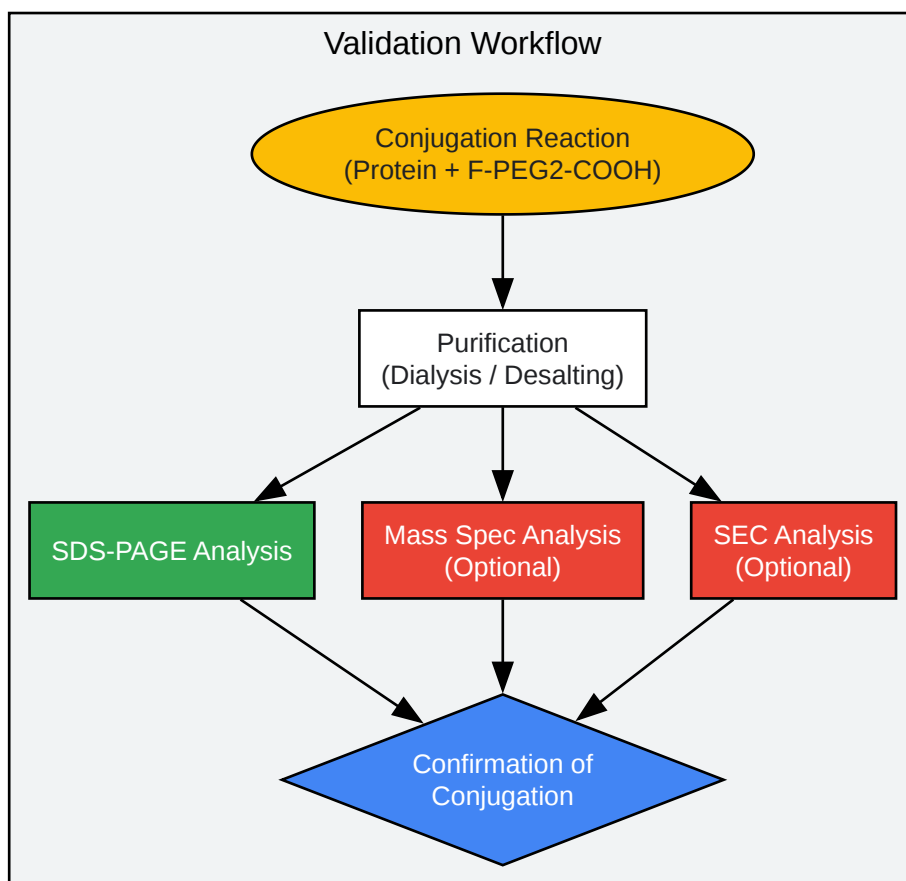 Validation Workflow
Conjugation Reaction
(Protein + F-PEG2-COOH)
Purification
(Dialysis / Desalting)
SDS-PAGE Analysis
Mass Spec Analysis
(Optional)
SEC Analysis
(Optional)
Confirmation of
Conjugation